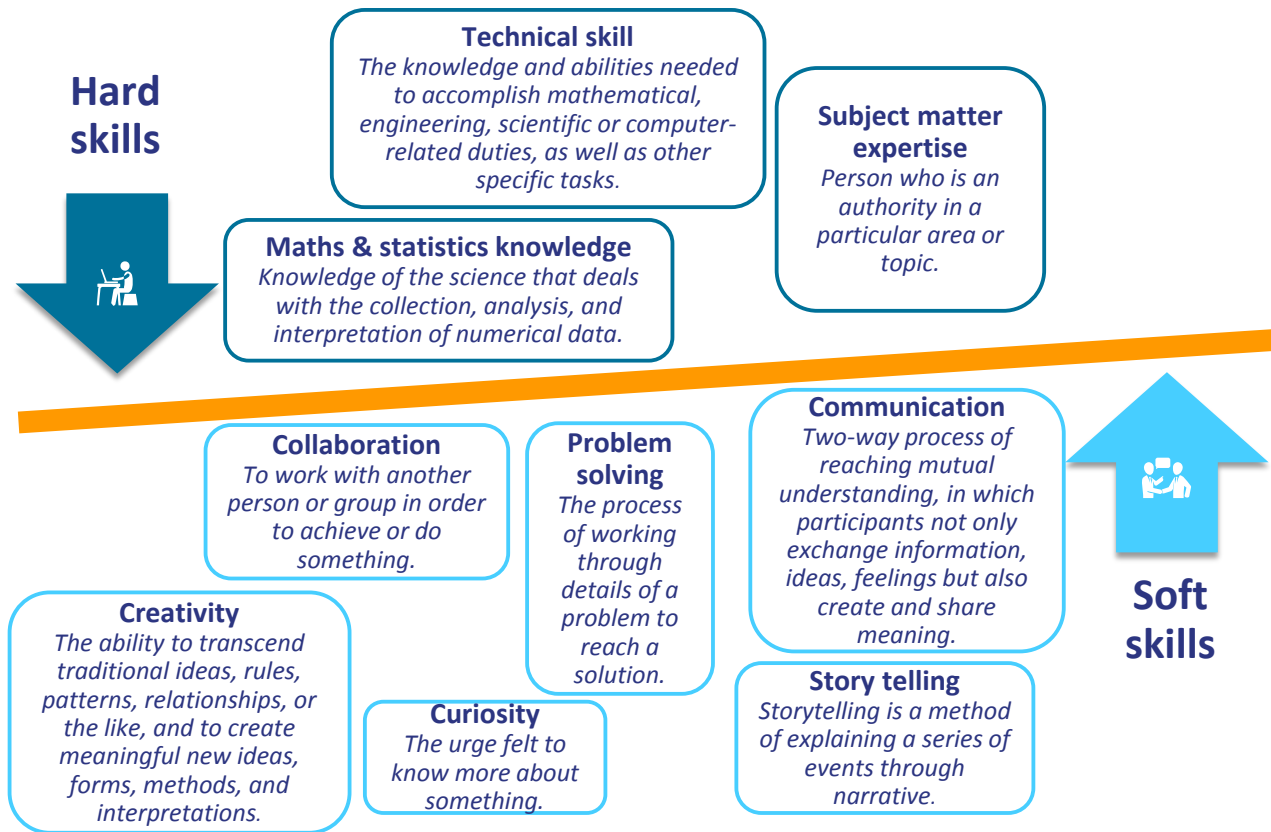 Hard
skills
Technical skill
The knowledge and abilities needed
to accomplish mathematical,
engineering, scientific or computer-
related duties, as well as other
specific tasks.
Subject matter
expertise
Person who is an
authority in a
particular area or
topic.
Maths & statistics knowledge
Knowledge of the science that deals
with the collection, analysis, and
interpretation of numerical data.
Collaboration
To work with another
person or group in order
to achieve or do
something.
Problem
solving
The process
of working
through
details of a
problem to
reach a
solution.
Communication
Two-way process of
reaching mutual
understanding, in which
participants not only
exchange information,
ideas, feelings but also
create and share
meaning.
Soft
skills
Creativity
The ability to transcend
traditional ideas, rules,
patterns, relationships, or
the like, and to create
meaningful new ideas,
forms, methods, and
interpretations.
Curiosity
The urge felt to
know more about
something.
Story telling
Storytelling is a method
of explaining a series of
events through
narrative.